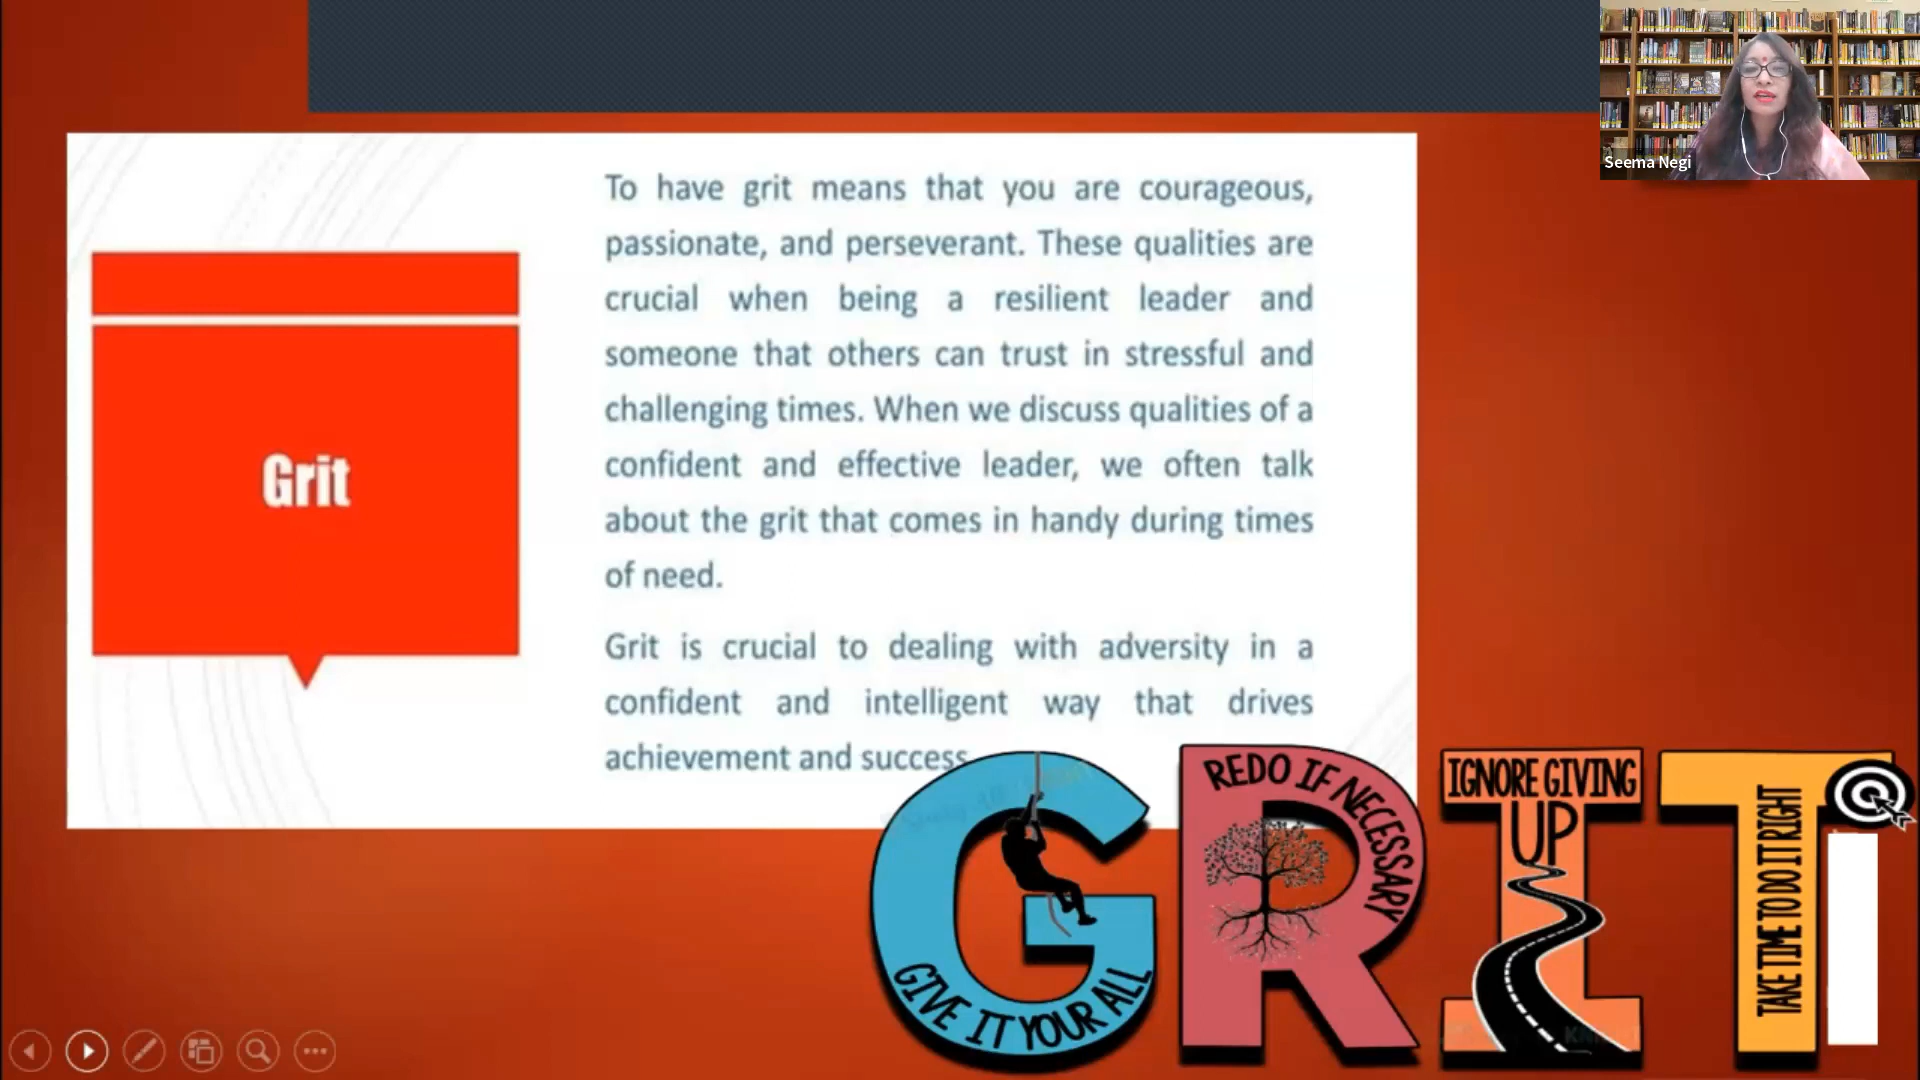 Seema Negi
Grit
To have grit means that you are courageous,
passionate, and perseverant. These qualities are
crucial when being a resilient leader and
someone that others can trust in stressful and
challenging times. When we discuss qualities of a
confident and effective leader, we often talk
about the grit that comes in handy during times
of need.
Grit is crucial to dealing with adversity in a
confident and intelligent way that drives
achievement and success
GRIT
GIVE IT YOUR ALL
REDO IF NECESSARY
IGNORE GIVING
UP
TAKE TIME TO DO IT RIGHT